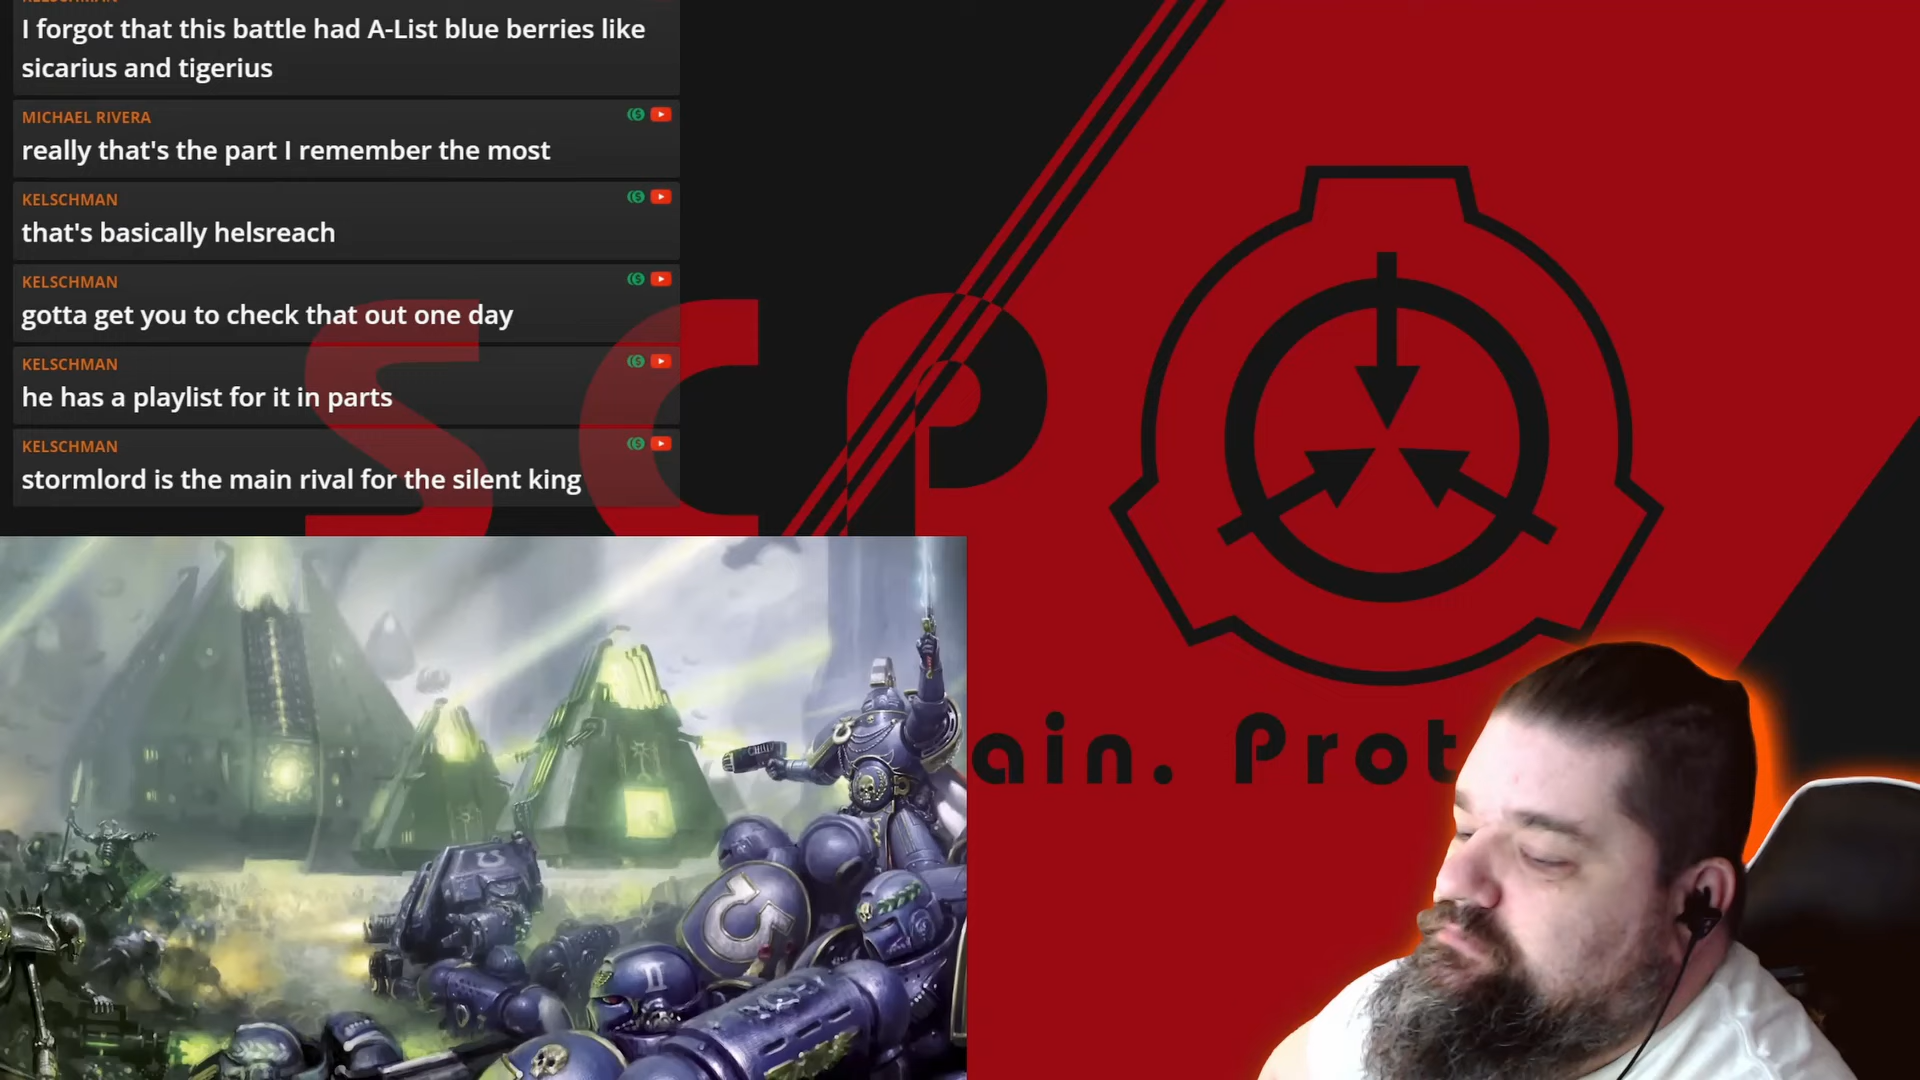 I forgot that this battle had A-List blue berries like
sicarius and tigerius
MICHAEL RIVERA
really that's the part I remember the most
KELSCHMAN
that's basically helsreach
KELSCHMAN
gotta get you to check that out one day
KELSCHMAN
he has a playlist for it in parts
KELSCHMAN
stormlord is the main rival for the silent king
SCP
ain. Prot
II